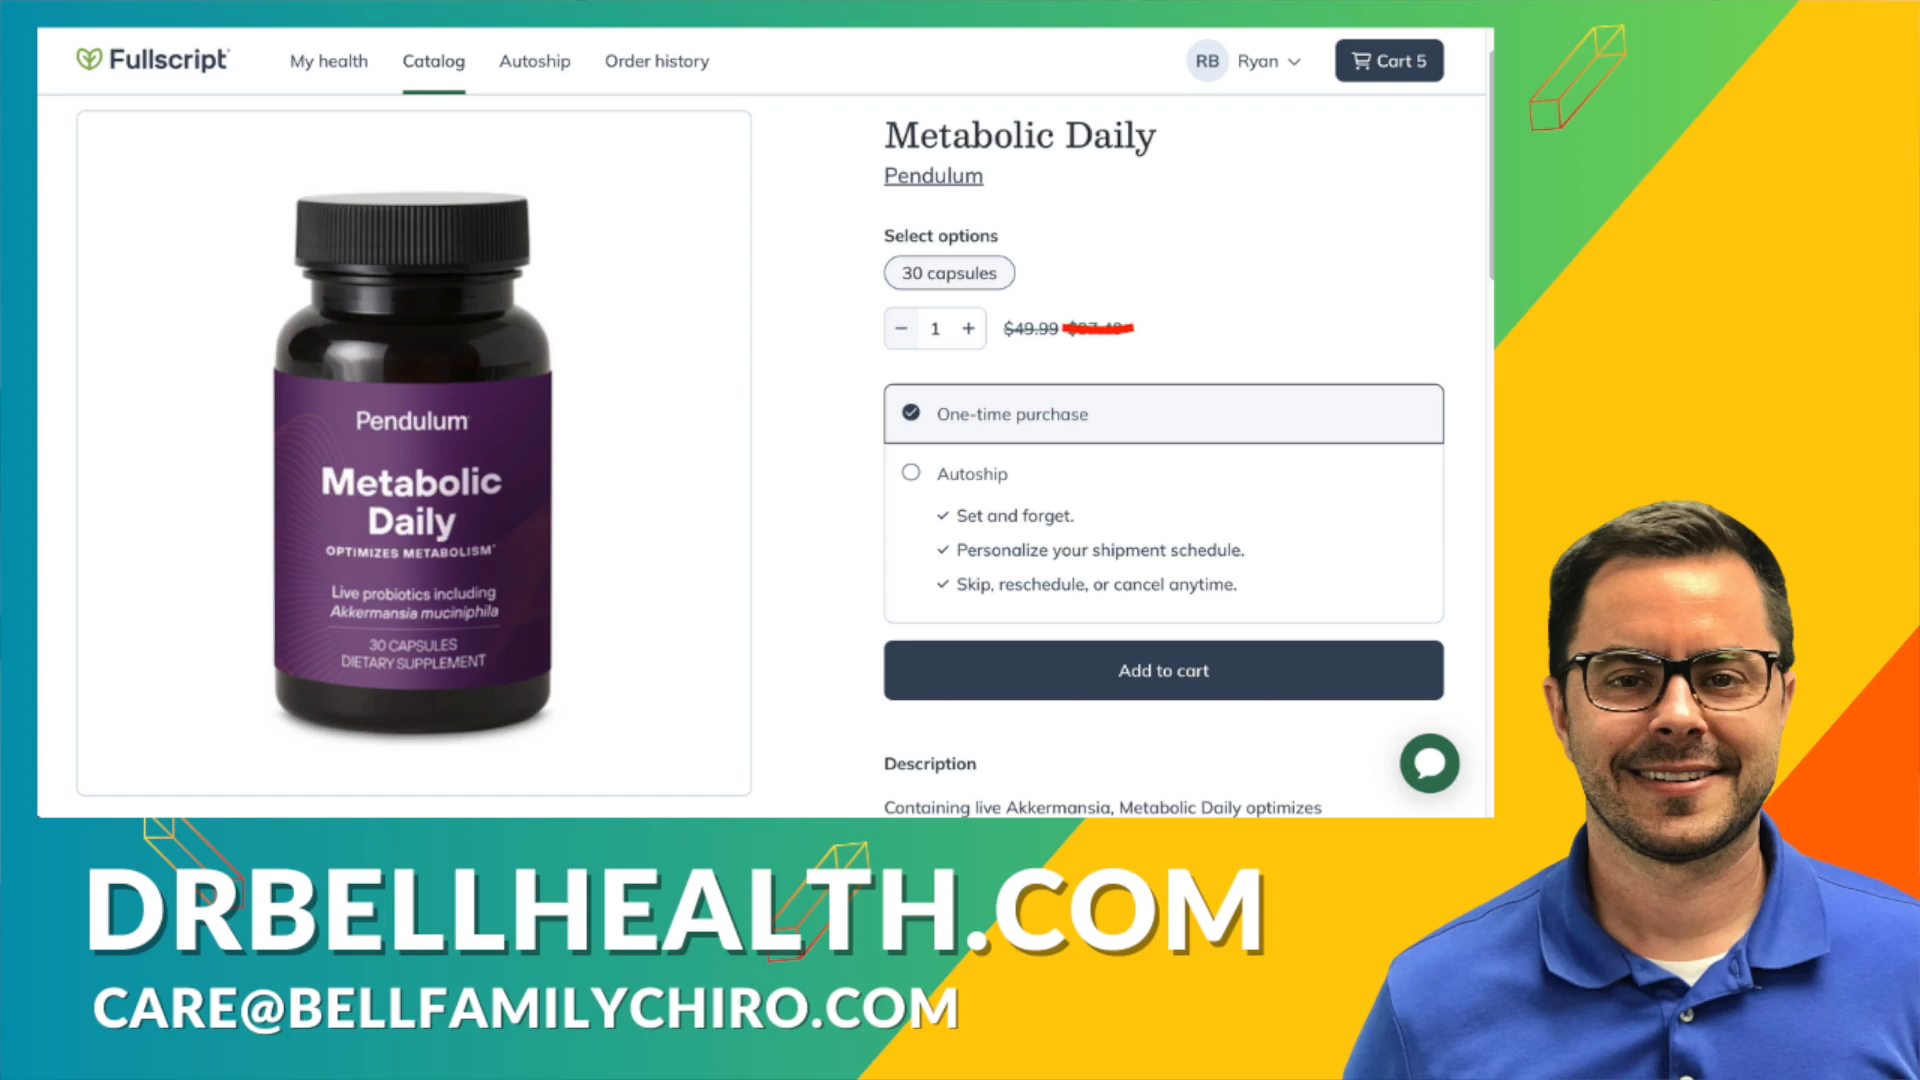 Fullscript
My health
Catalog
Autoship
Order history
RB
Ryan
Cart 5
Metabolic Daily
Pendulum
Select options
30 capsules
1
$49.99
One-time purchase
Autoship
Set and forget.
Personalize your shipment schedule.
Skip, reschedule, or cancel anytime.
Add to cart
Description
Containing live Akkermansia, Metabolic Daily optimizes
Pendulum
Metabolic
Daily
OPTIMIZES METABOLISM*
Live probiotics including
Akkermansia muciniphila
30 CAPSULES
DIETARY SUPPLEMENT
DRBELLHEALTH.COM
CARE@BELLFAMILYCHIRO.COM